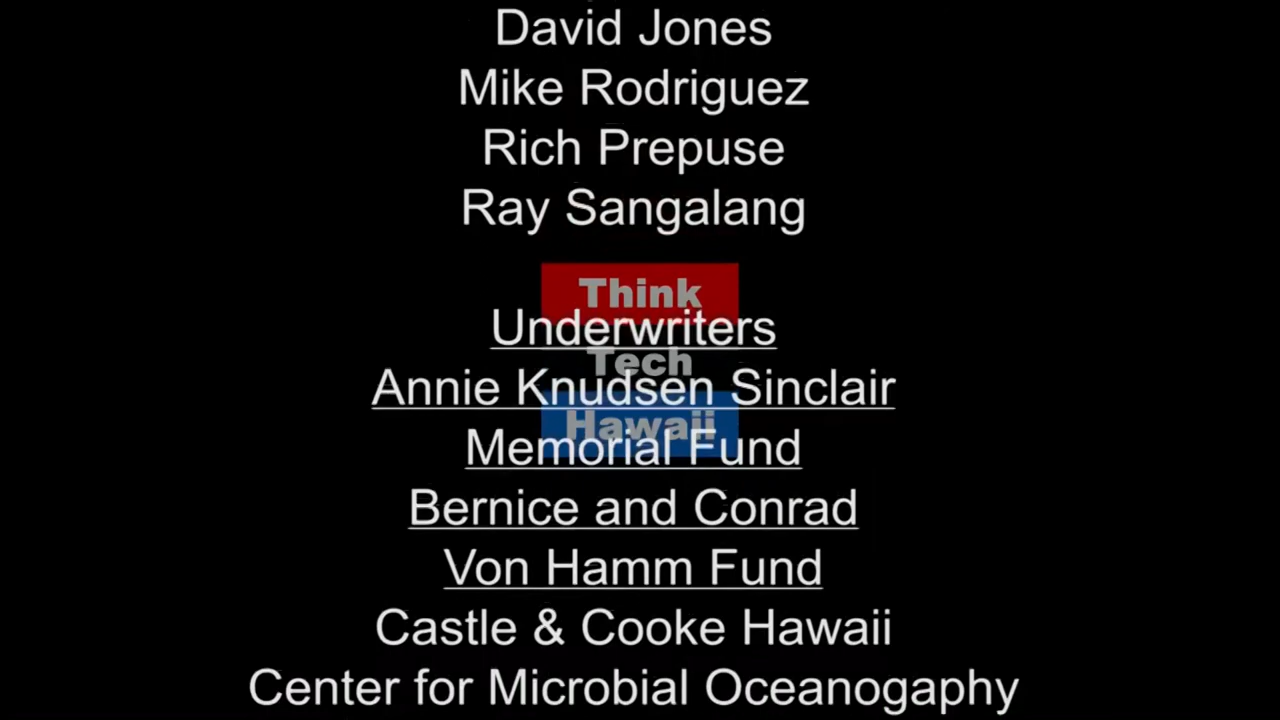 David Jones
Mike Rodriguez
Rich Prepuse
Ray Sangalang
Think
Underwriters
Tech
Annie Knudsen Sinclair
Hawaii
Memorial Fund
Bernice and Conrad
Von Hamm Fund
Castle & Cooke Hawaii
Center for Microbial Oceanogaphy